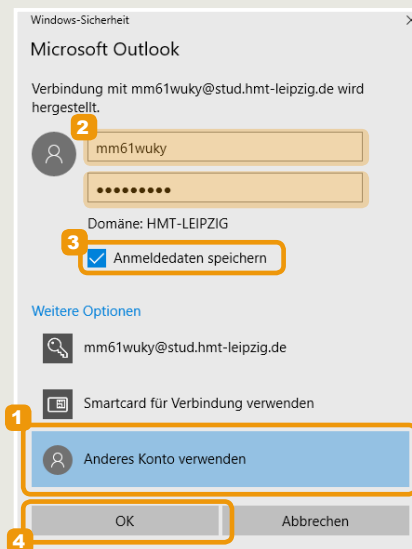 Windows-Sicherheit
Microsoft Outlook
Verbindung mit mm61wuky@stud.hmt-leipzig.de wird
hergestellt.
2
mm61wuky
•••••••••
Domäne: HMT-LEIPZIG
3
Anmeldedaten speichern
Weitere Optionen
mm61wuky@stud.hmt-leipzig.de
Smartcard für Verbindung verwenden
1
Anderes Konto verwenden
OK Abbrechen
4